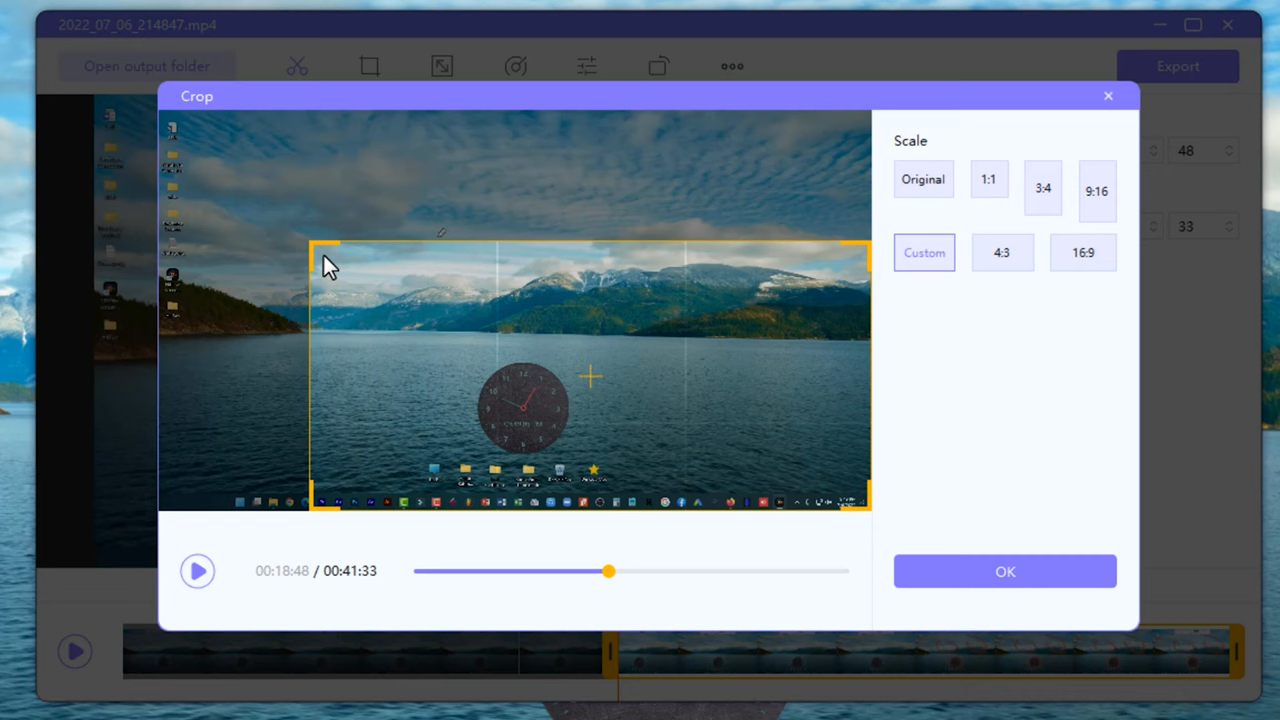 2022_07_06_214847.mp4
Open output folder
Export
Crop
Scale
Original
1:1
3:4
9:16
Custom
4:3
16:9
48
33
00:18:48 / 00:41:33
OK